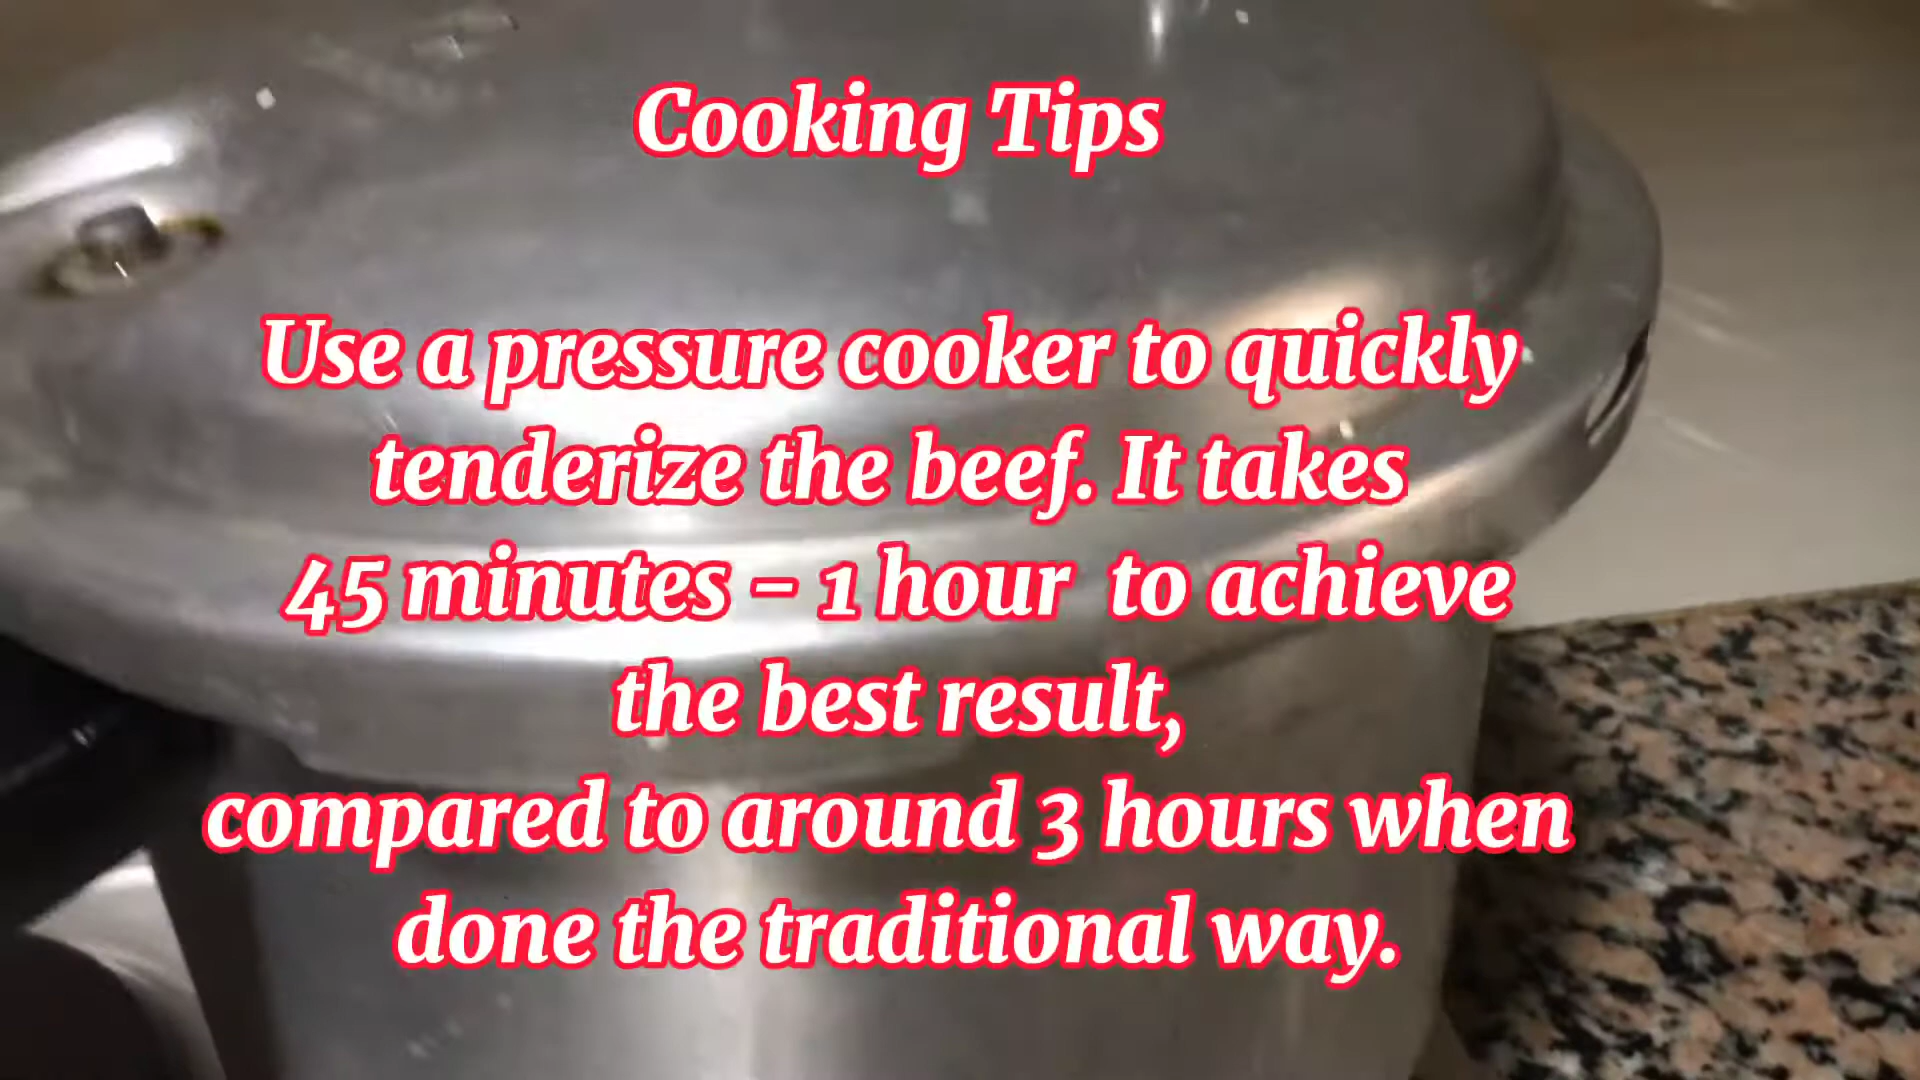 Cooking Tips
Use a pressure cooker to quickly
tenderize the beef. It takes
45 minutes - 1 hour to achieve
the best result,
compared to around 3 hours when
done the traditional way.